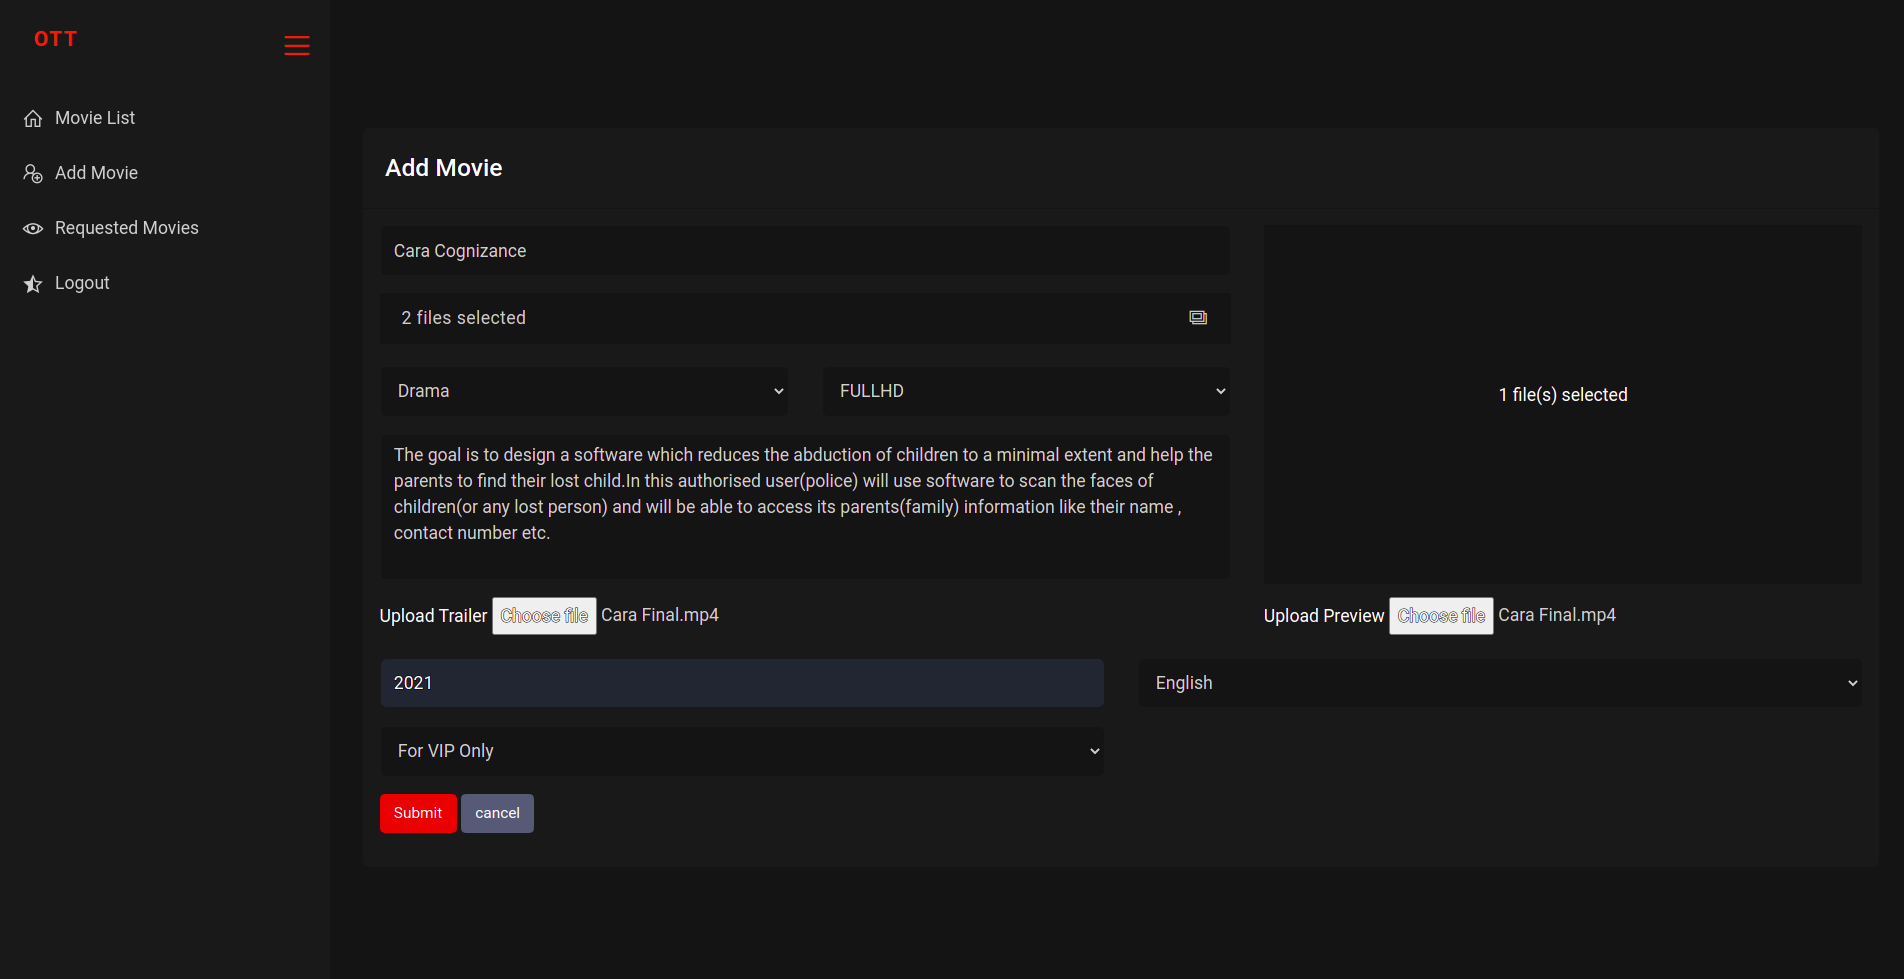 OTT
Movie List
Add Movie
Requested Movies
Logout
Add Movie
Cara Cognizance
2 files selected
Drama
FULLHD
The goal is to design a software which reduces the abduction of children to a minimal extent and help the
parents to find their lost child.In this authorised user(police) will use software to scan the faces of
children(or any lost person) and will be able to access its parents(family) information like their name ,
contact number etc.
1 file(s) selected
Upload Trailer Choose file Cara Final.mp4
Upload Preview Choose file Cara Final.mp4
2021
English
For VIP Only
Submit
cancel